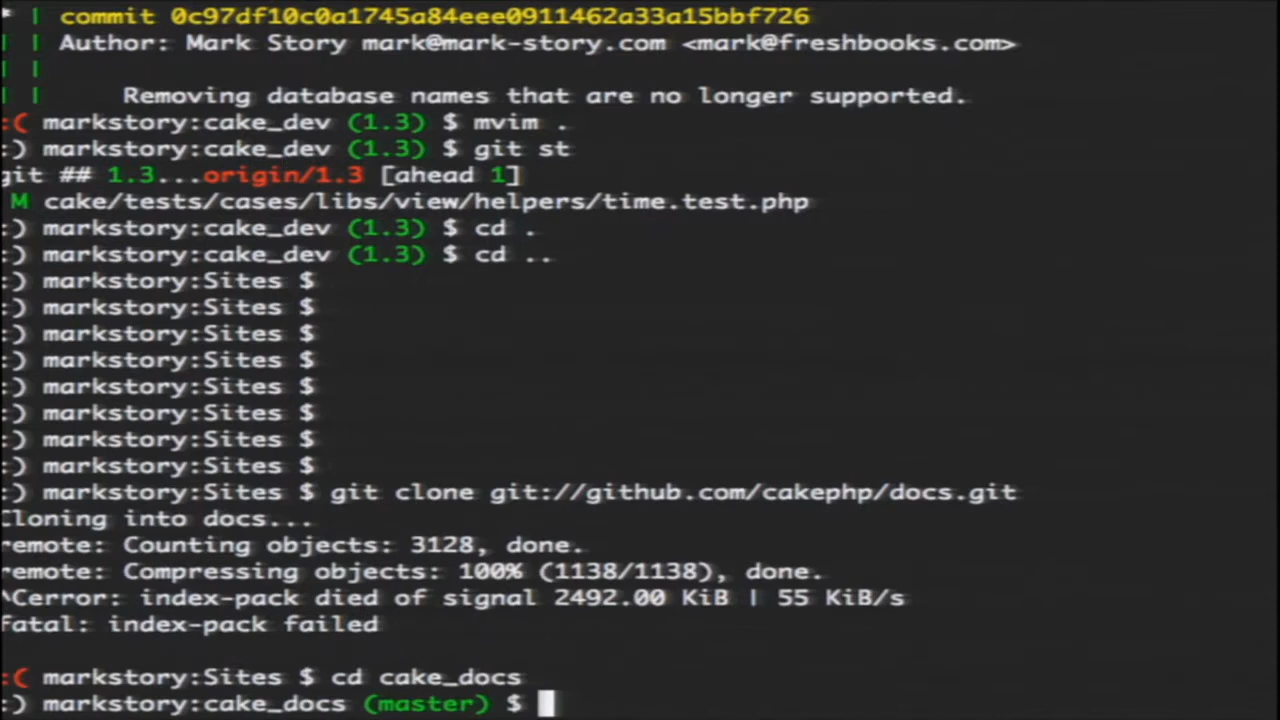 * | commit 0c97df10c0a1745a84eee0911462a33a15bbf726
| | Author: Mark Story mark@mark-story.com <mark@freshbooks.com>
| |
| | Removing database names that are no longer supported.
:( markstory:cake_dev (1.3) $ mvim .
:) markstory:cake_dev (1.3) $ git st
git ## 1.3...origin/1.3 [ahead 1]
M cake/tests/cases/libs/view/helpers/time.test.php
:) markstory:cake_dev (1.3) $ cd .
:) markstory:cake_dev (1.3) $ cd ..
:) markstory:Sites $
:) markstory:Sites $
:) markstory:Sites $
:) markstory:Sites $
:) markstory:Sites $
:) markstory:Sites $
:) markstory:Sites $
:) markstory:Sites $
:) markstory:Sites $ git clone git://github.com/cakephp/docs.git
Cloning into docs...
remote: Counting objects: 3128, done.
remote: Compressing objects: 100% (1138/1138), done.
^Cerror: index-pack died of signal 2492.00 KiB | 55 KiB/s
fatal: index-pack failed
:( markstory:Sites $ cd cake_docs
:) markstory:cake_docs (master) $